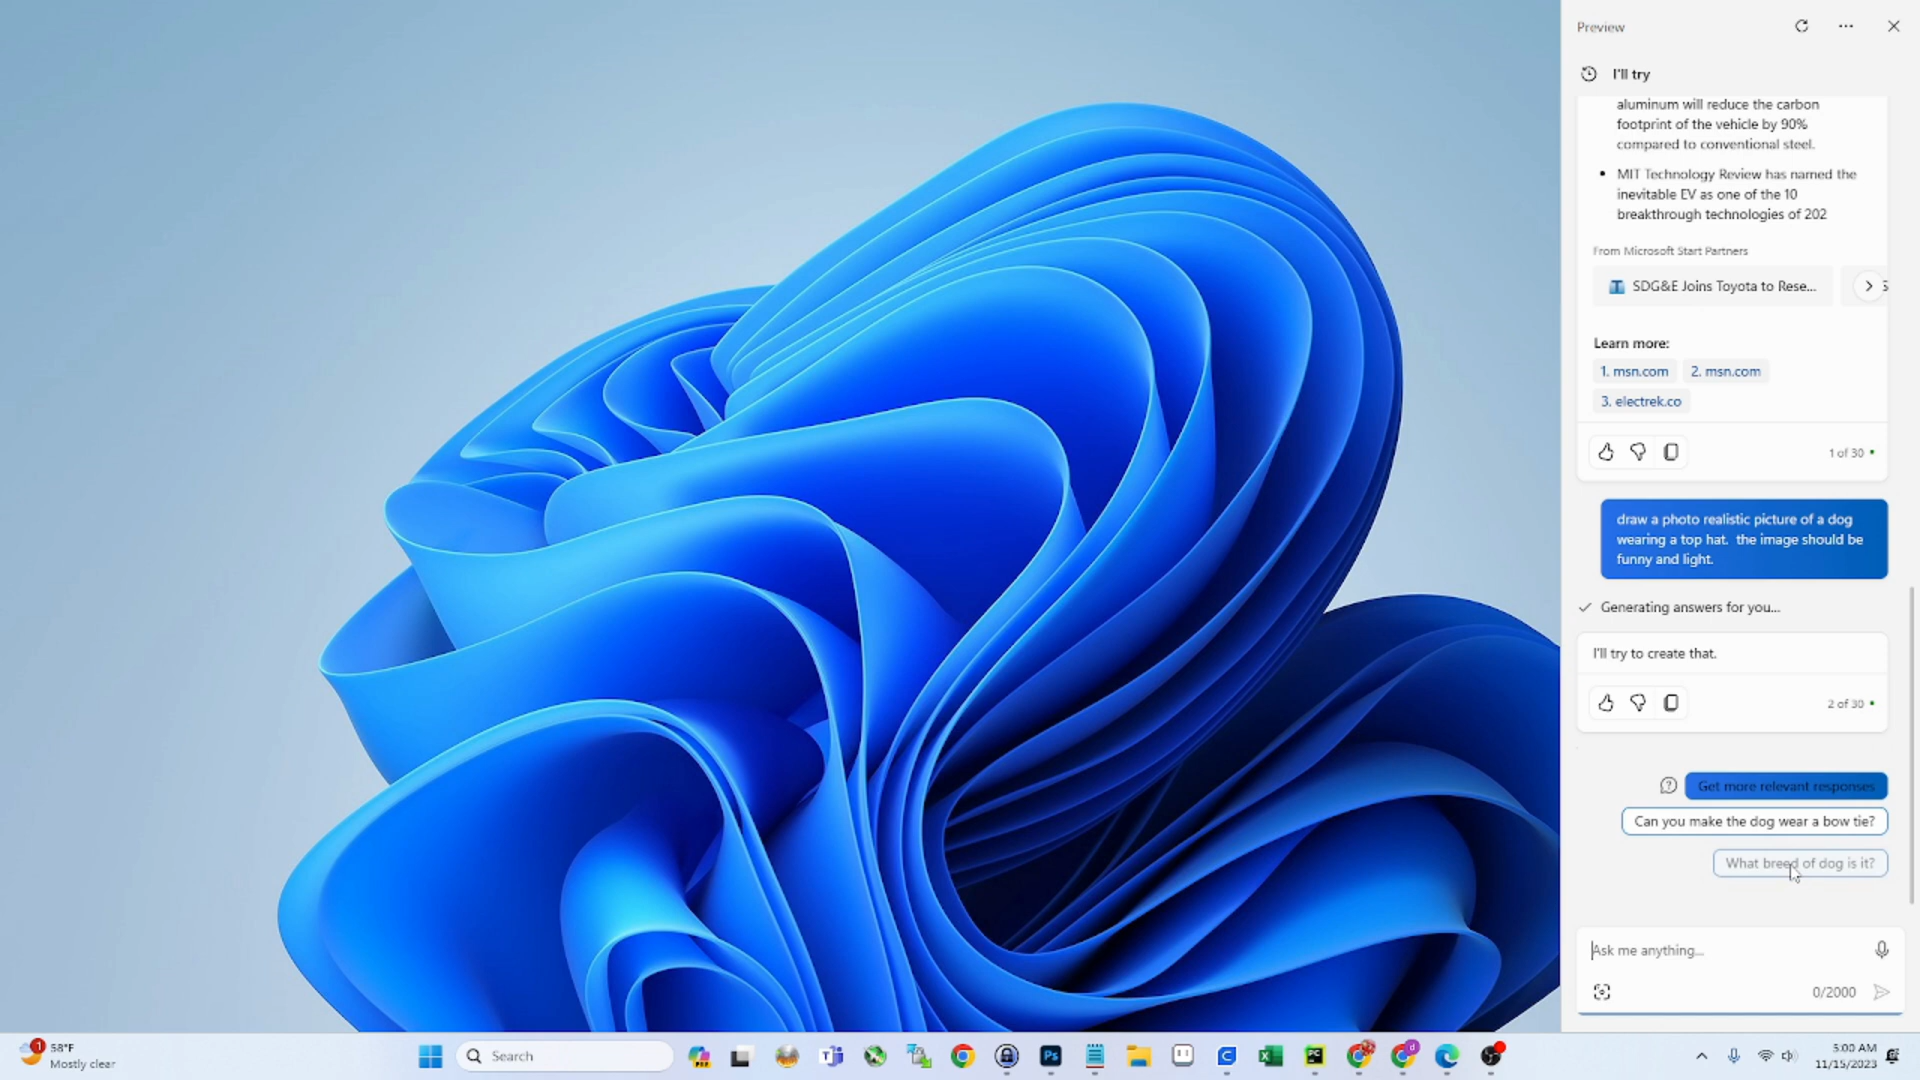 Preview
I'll try
aluminum will reduce the carbon
footprint of the vehicle by 90%
compared to conventional steel.
• MIT Technology Review has named the
inevitable EV as one of the 10
breakthrough technologies of 202
From Microsoft Start Partners
SDG&E Joins Toyota to Rese...
Learn more:
1. msn.com 2. msn.com
3. electrek.co
1 of 30
draw a photo realistic picture of a dog
wearing a top hat. the image should be
funny and light.
Generating answers for you...
I'll try to create that.
2 of 30
Get more relevant responses
Can you make the dog wear a bow tie?
What breed of dog is it?
Ask me anything...
0/2000
1
58°F
Mostly clear
Search
Ps
PC
5:00 AM
11/15/2023